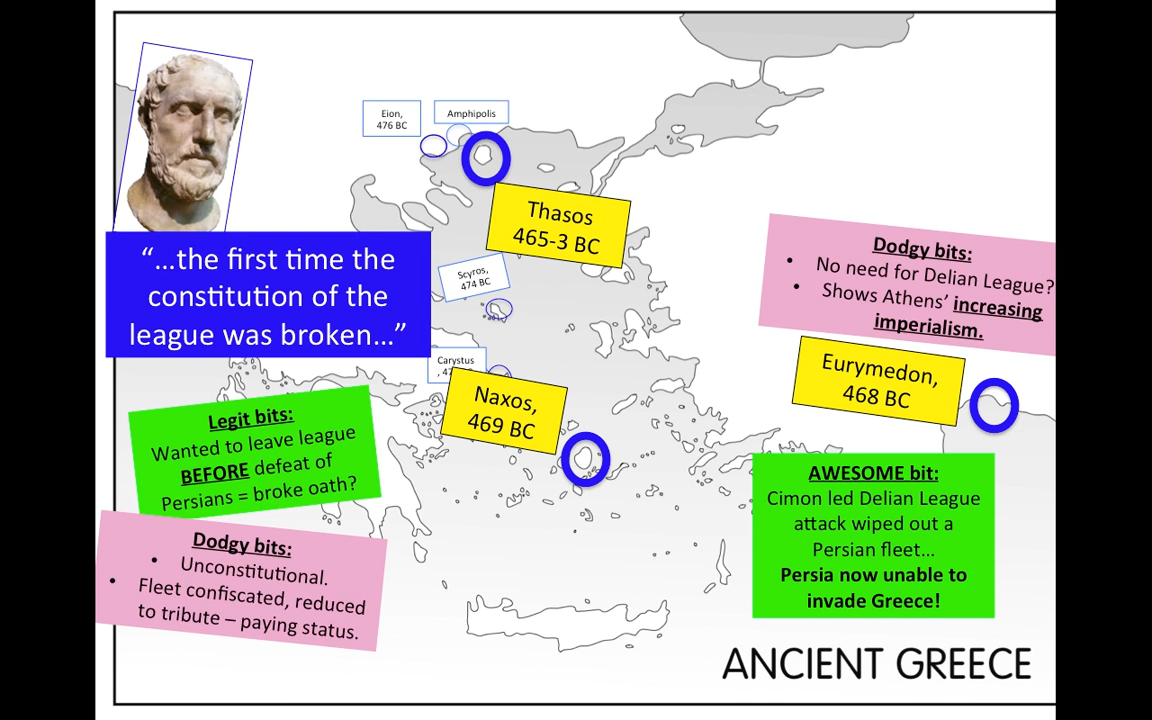 Eion,
476 BC
Amphipolis
Thasos
465-3 BC
“…the first time the
constitution of the
league was broken…”
Scyros,
474 BC
Dodgy bits:
• No need for Delian League?
• Shows Athens’ increasing
imperialism.
Carystus
Naxos,
469 BC
Eurymedon,
468 BC
Legit bits:
Wanted to leave league
BEFORE defeat of
Persians = broke oath?
Dodgy bits:
• Unconstitutional.
• Fleet confiscated, reduced
to tribute – paying status.
AWESOME bit:
Cimon led Delian League
attack wiped out a
Persian fleet…
Persia now unable to
invade Greece!
ANCIENT GREECE